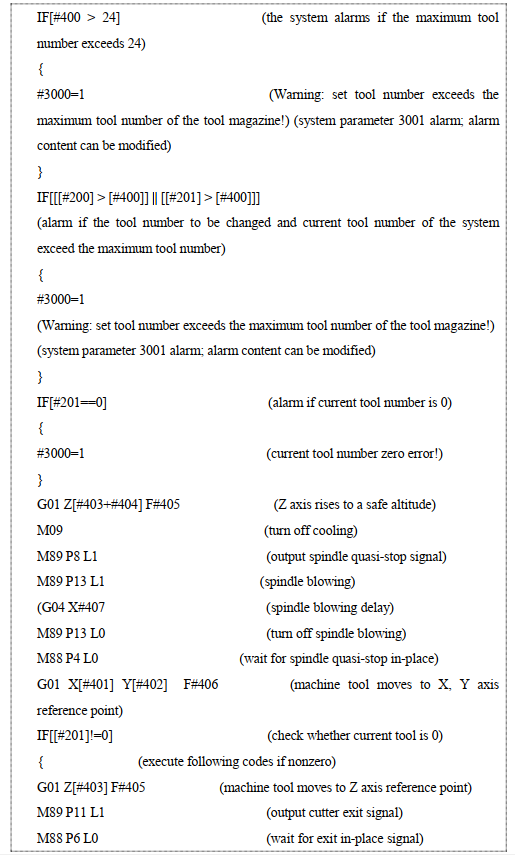 IF[#400 > 24] (the system alarms if the maximum tool
number exceeds 24)
{
#3000=1 (Warning: set tool number exceeds the
maximum tool number of the tool magazine!) (system parameter 3001 alarm; alarm
content can be modified)
}
IF[[[#200] > [#400]] || [[#201] > [#400]]]
(alarm if the tool number to be changed and current tool number of the system
exceed the maximum tool number)
{
#3000=1
(Warning: set tool number exceeds the maximum tool number of the tool magazine!)
(system parameter 3001 alarm; alarm content can be modified)
}
IF[#201==0] (alarm if current tool number is 0)
{
#3000=1 (current tool number zero error!)
}
G01 Z[#403+#404] F#405 (Z axis rises to a safe altitude)
M09 (turn off cooling)
M89 P8 L1 (output spindle quasi-stop signal)
M89 P13 L1 (spindle blowing)
(G04 X#407 (spindle blowing delay)
M89 P13 L0 (turn off spindle blowing)
M88 P4 L0 (wait for spindle quasi-stop in-place)
G01 X[#401] Y[#402] F#406 (machine tool moves to X, Y axis
reference point)
IF[[#201]!=0] (check whether current tool is 0)
{ (execute following codes if nonzero)
G01 Z[#403] F#405 (machine tool moves to Z axis reference point)
M89 P11 L1 (output cutter exit signal)
M88 P6 L0 (wait for exit in-place signal)